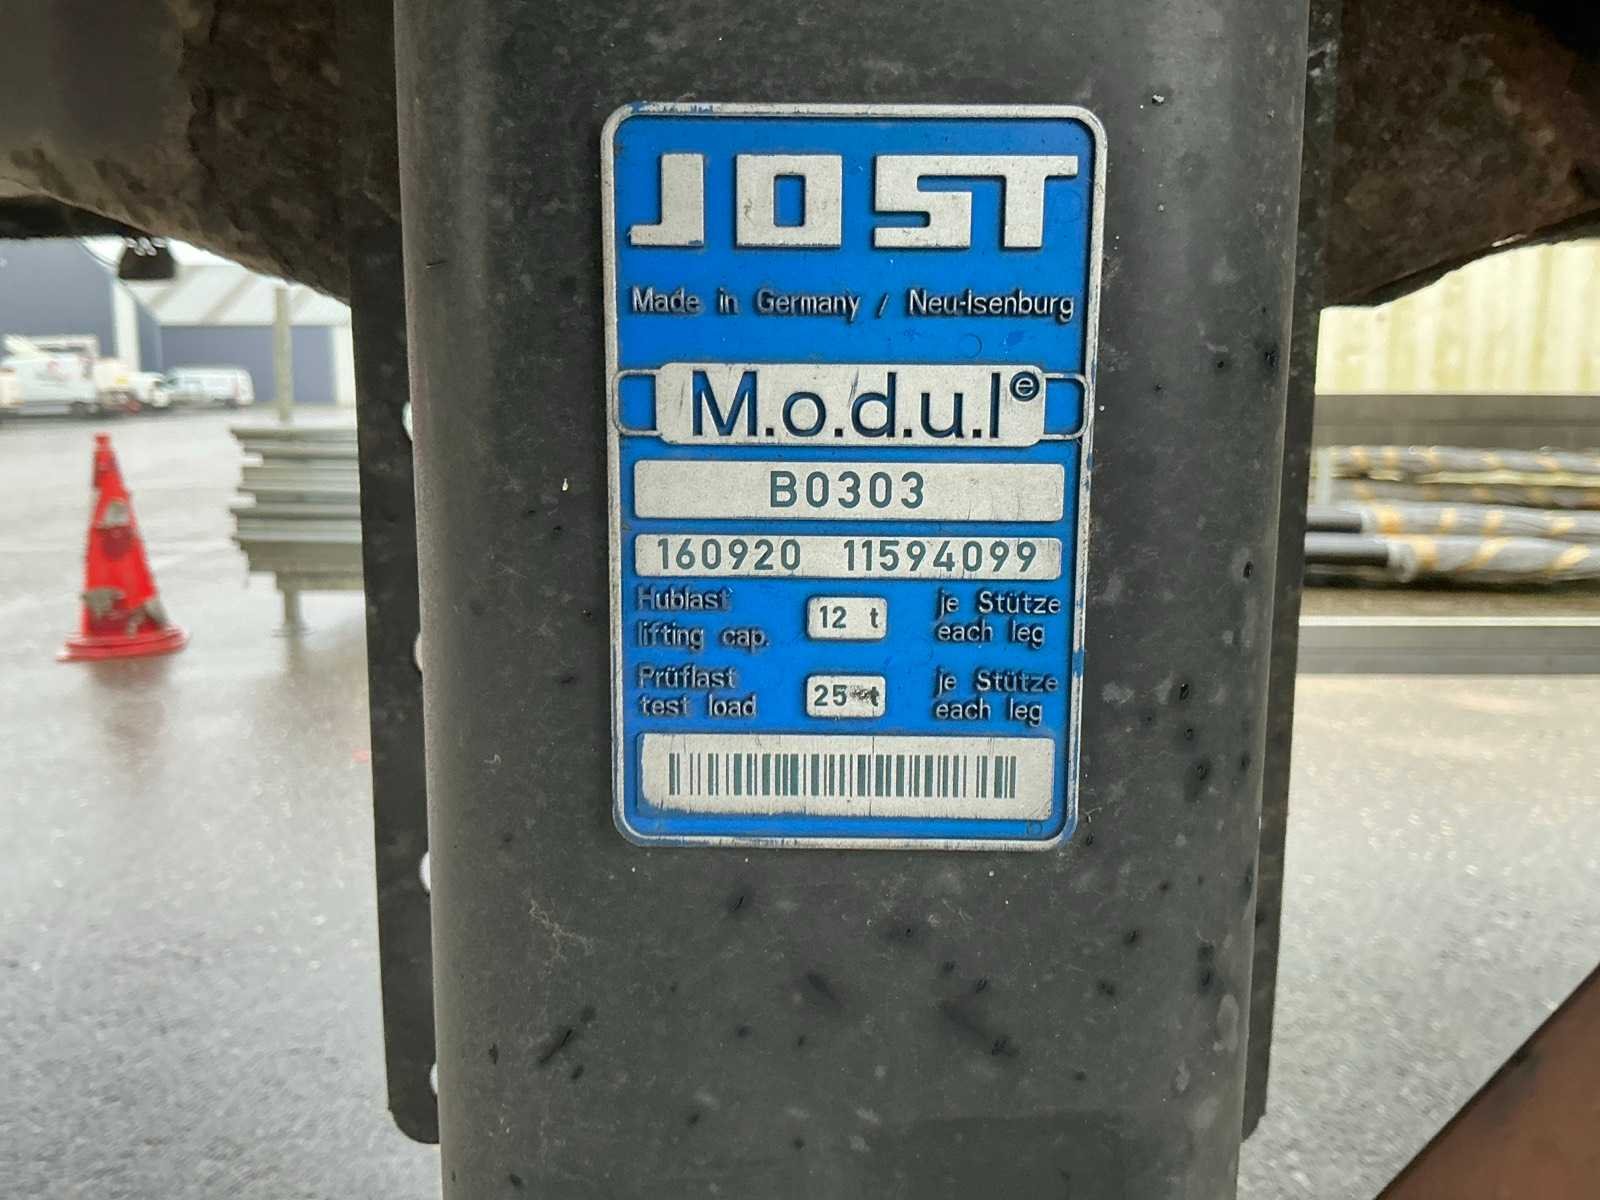 JOST
Made in Germany / Neu-Isenburg
M.o.d.u.l e
B0303
160920 11594099
Hublast
lifting cap.
12 t
je Stütze
each leg
Prüflast
test load
25 t
je Stütze
each leg